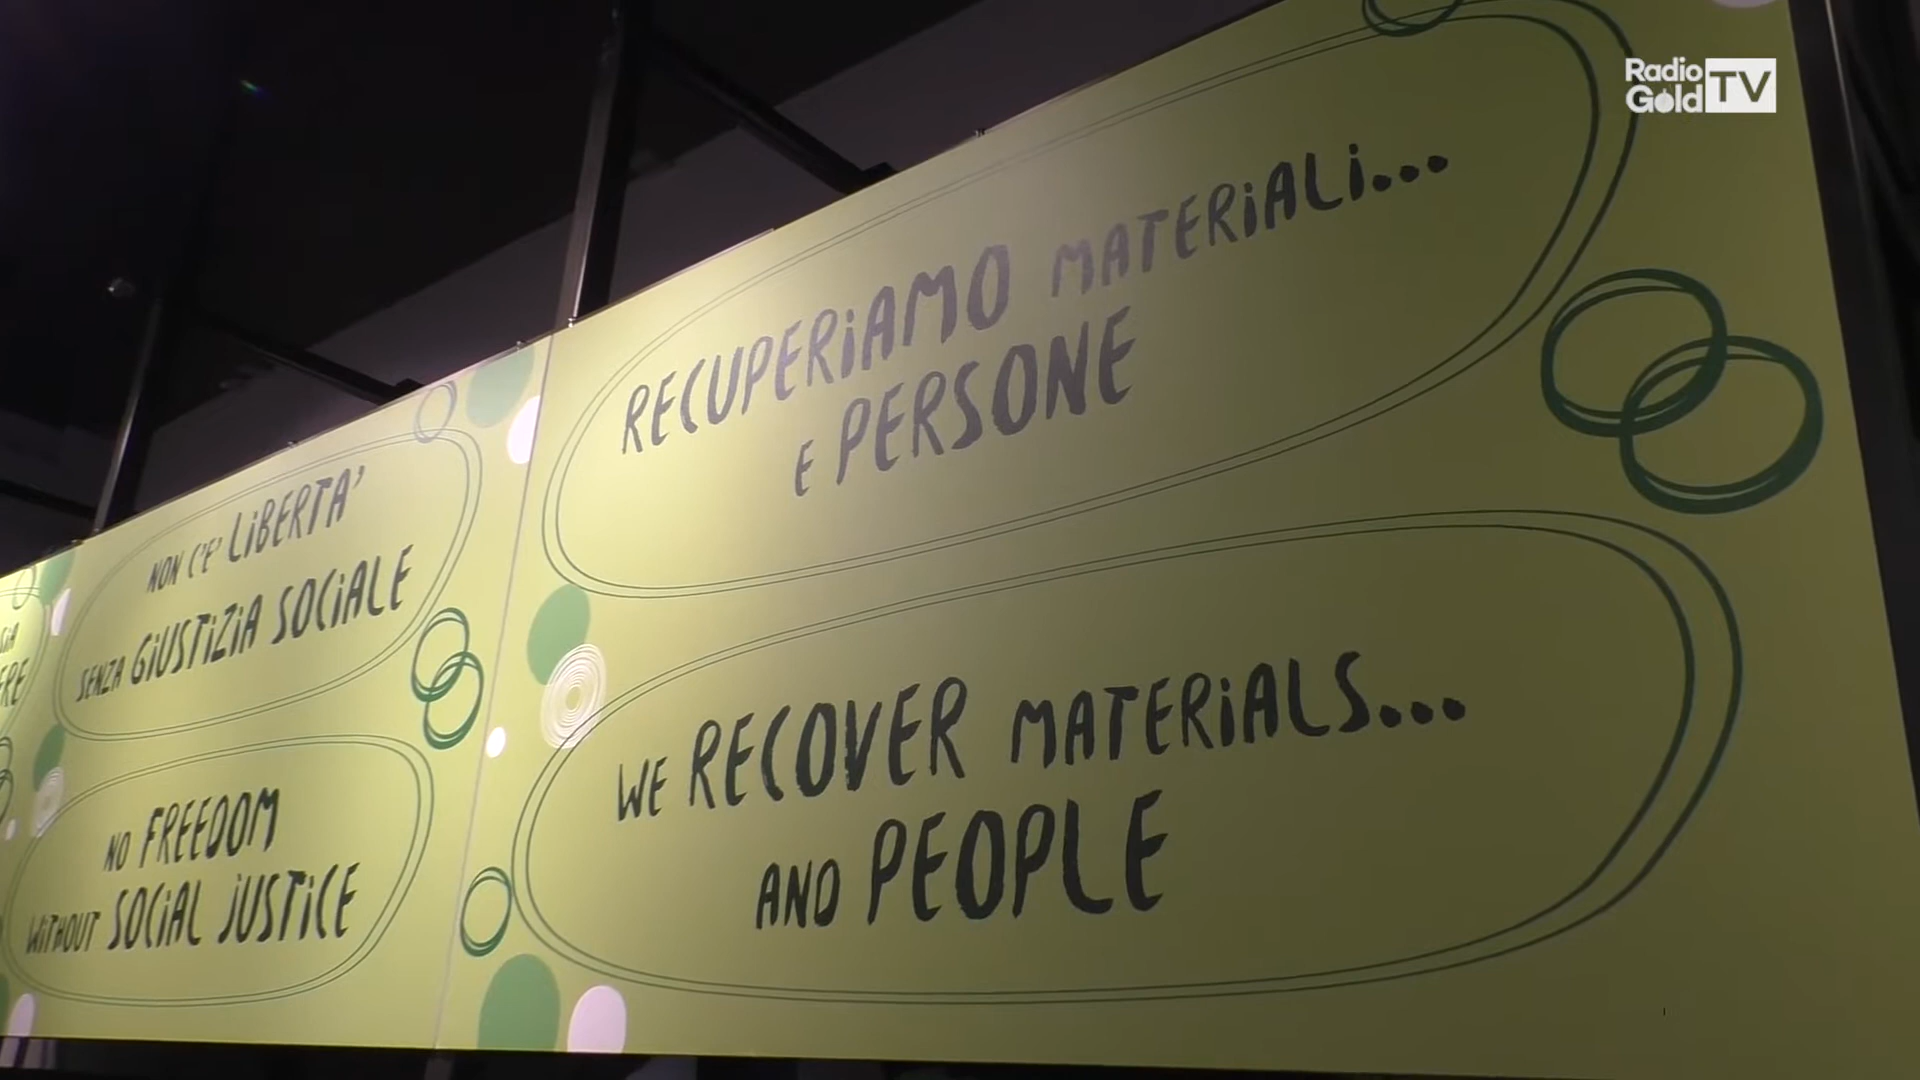 Radio
Gold TV
RECUPERiAMO MATERiALi...
E PERSONE
WE RECOVER MATERiALS...
AND PEOPLE
NON C'E' LiBERTA'
SENZA GiUSTiZiA SOCiALE
NO FREEDOM
WiTHOUT SOCiAL JUSTiCE